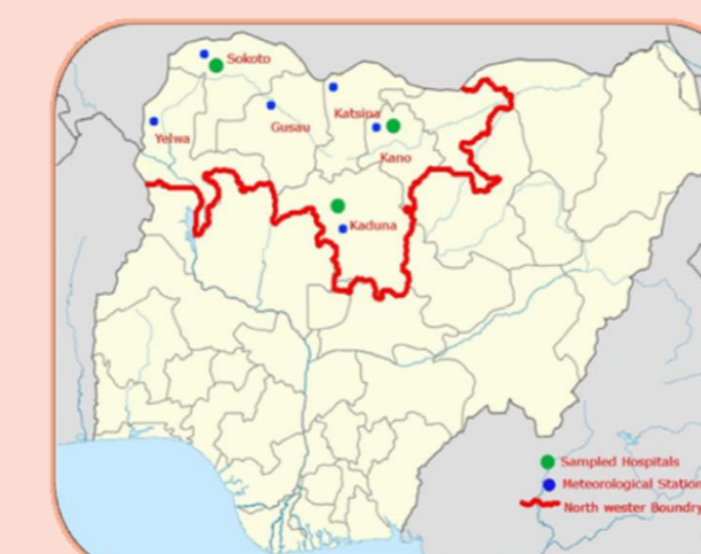 Sokoto
Katsina
Gusau
Yelwa
Kano
Kaduna
Sampled Hospitals
Meteorological Station
North wester Boundry